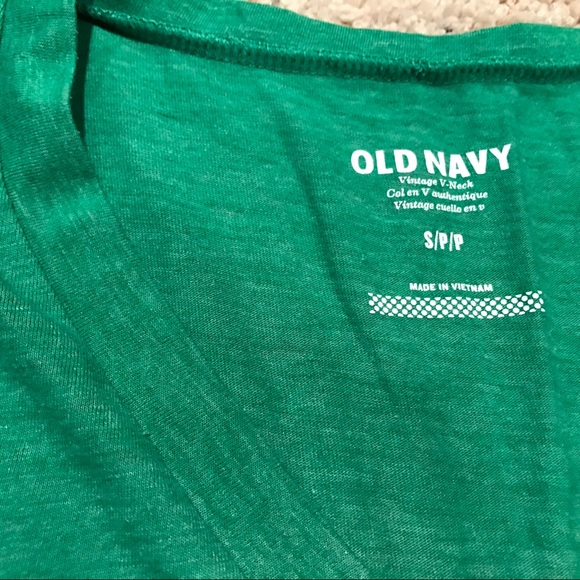 OLD NAVY
Vintage V-Neck
Col en V authentique
Vintage cuello en v
S/P/P
MADE IN VIETNAM